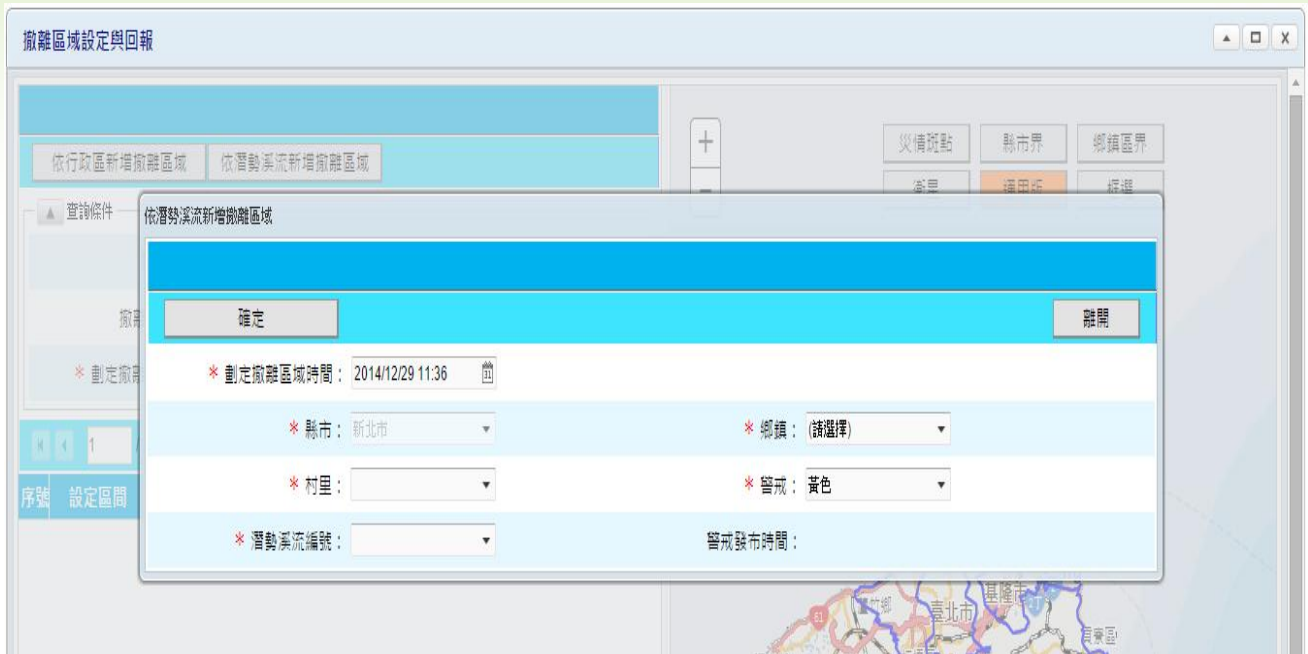 撤離區域設定與回報
X
+
災情斑點 縣市界 鄉鎮區界
依行政區新增撤離區域 依潛勢溪流新增撤離區域
查詢條件
依潛勢溪流新增撤離區域
確定 離開
* 劃定撤離區域時間: 2014/12/29 11:36
* 劃定撤
* 縣市: 新北市 * 鄉鎮: (請選擇)
1
* 村里: * 警戒: 黃色
序號 設定區間
* 潛勢溪流編號: 警戒發布時間:
基隆市
臺北市
61